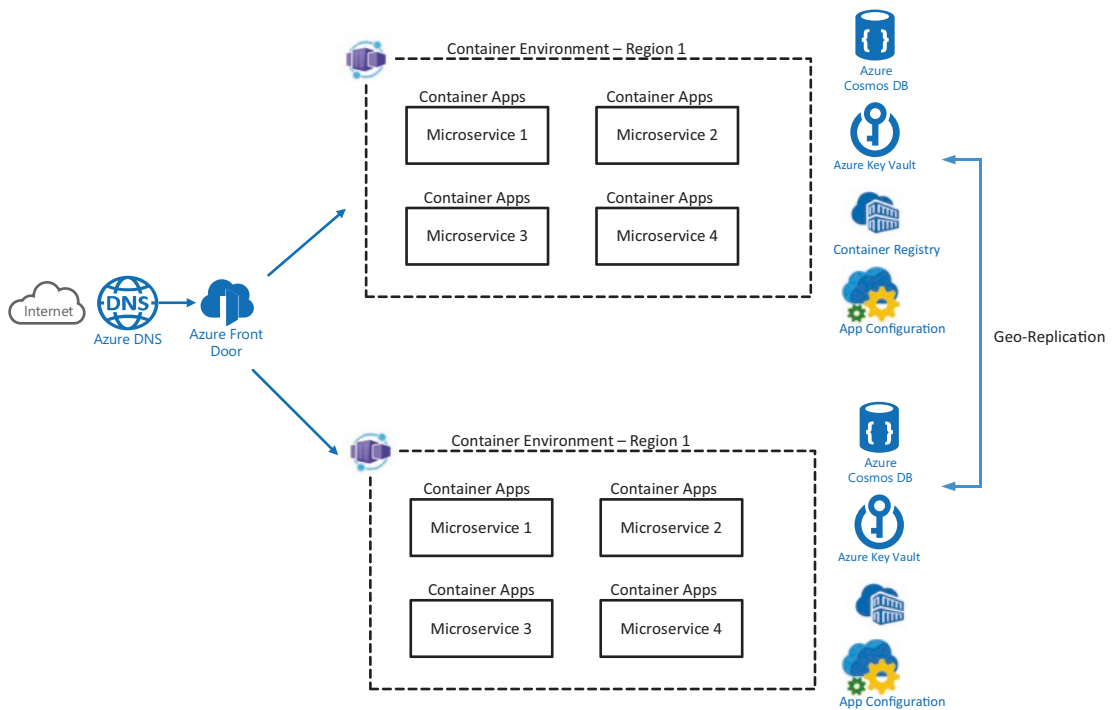 Container Environment – Region 1
Container Apps
Microservice 1
Container Apps
Microservice 2
Container Apps
Microservice 3
Container Apps
Microservice 4
Azure
Cosmos DB
Azure Key Vault
Container Registry
App Configuration
Internet
DNS
Azure DNS
Azure Front
Door
Geo-Replication
Container Environment – Region 1
Container Apps
Microservice 1
Container Apps
Microservice 2
Container Apps
Microservice 3
Container Apps
Microservice 4
Azure
Cosmos DB
Azure Key Vault
App Configuration